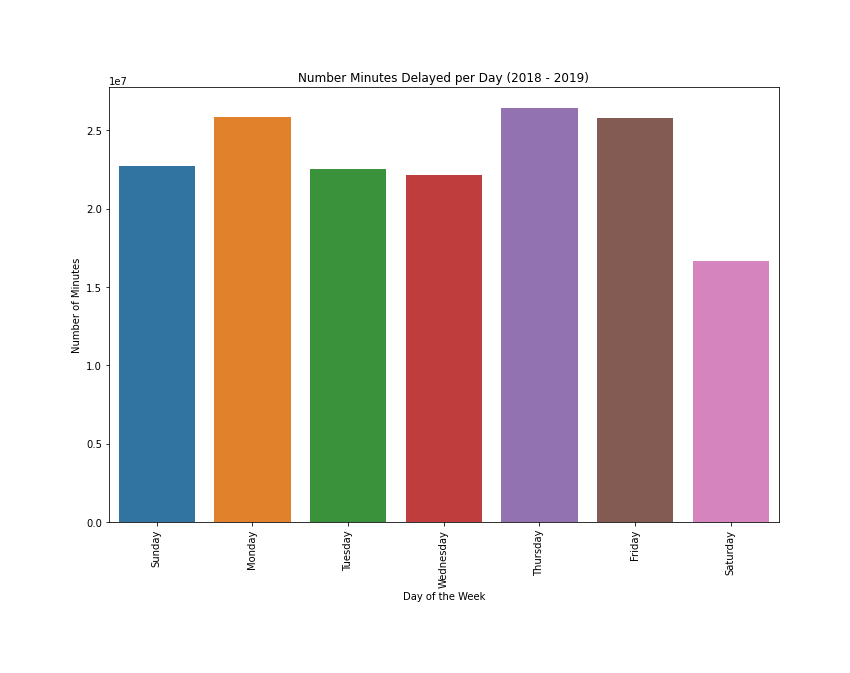 Number Minutes Delayed per Day (2018 - 2019)
1e7
2.5
2.0
1.5
1.0
0.5
0.0
Number of Minutes
Sunday
Monday
Tuesday
Wednesday
Thursday
Friday
Saturday
Day of the Week